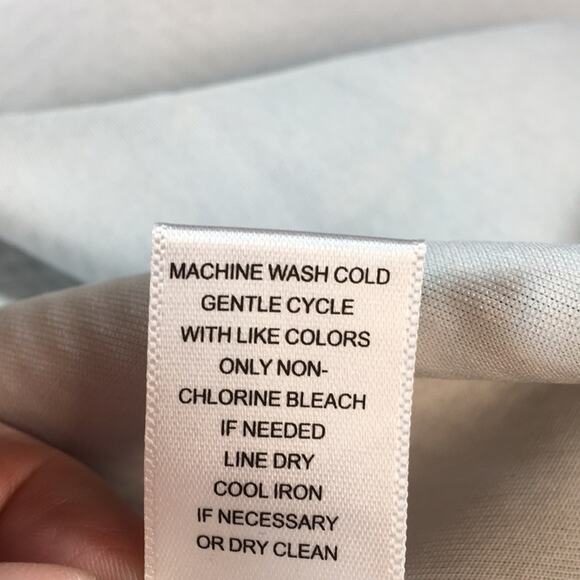 MACHINE WASH COLD
GENTLE CYCLE
WITH LIKE COLORS
ONLY NON-
CHLORINE BLEACH
IF NEEDED
LINE DRY
COOL IRON
IF NECESSARY
OR DRY CLEAN